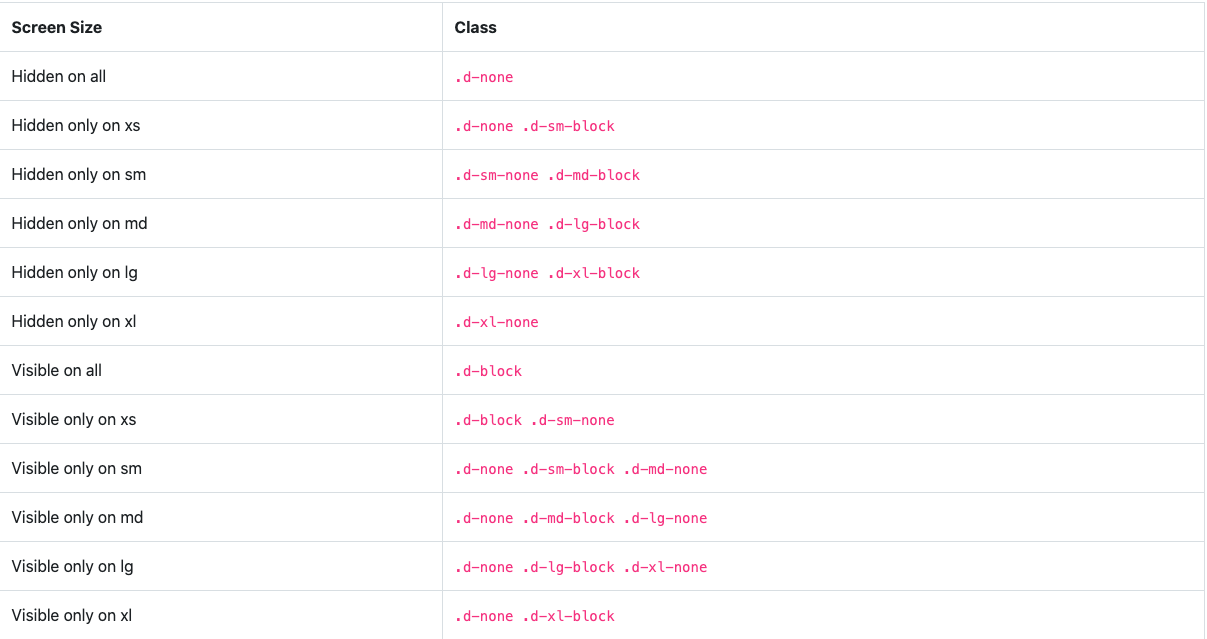 Screen Size Class
Hidden on all .d-none
Hidden only on xs .d-none .d-sm-block
Hidden only on sm .d-sm-none .d-md-block
Hidden only on md .d-md-none .d-lg-block
Hidden only on lg .d-lg-none .d-xl-block
Hidden only on xl .d-xl-none
Visible on all .d-block
Visible only on xs .d-block .d-sm-none
Visible only on sm .d-none .d-sm-block .d-md-none
Visible only on md .d-none .d-md-block .d-lg-none
Visible only on lg .d-none .d-lg-block .d-xl-none
Visible only on xl .d-none .d-xl-block